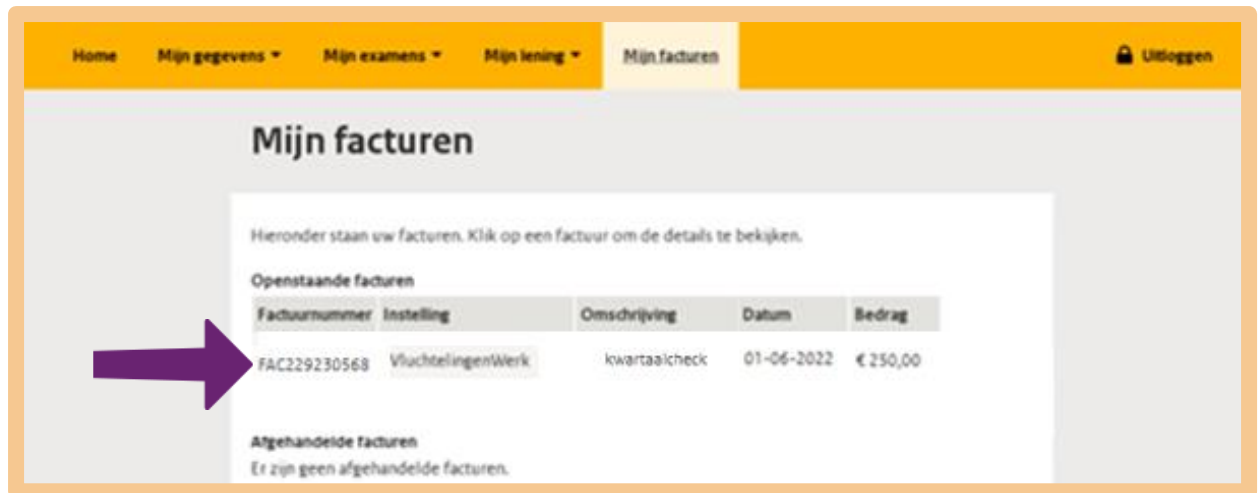 Home Mijn gegevens Mijn examens Mijn lening Mijn facturen Uitloggen
Mijn facturen
Hieronder staan uw facturen. Klik op een factuur om de details te bekijken.
Openstaande facturen
Factuurnummer Instelling Omschrijving Datum Bedrag
FAC229230568 VluchtelingenWerk kwartaalcheck 01-06-2022 € 250,00
Afgehandelde facturen
Er zijn geen afgehandelde facturen.